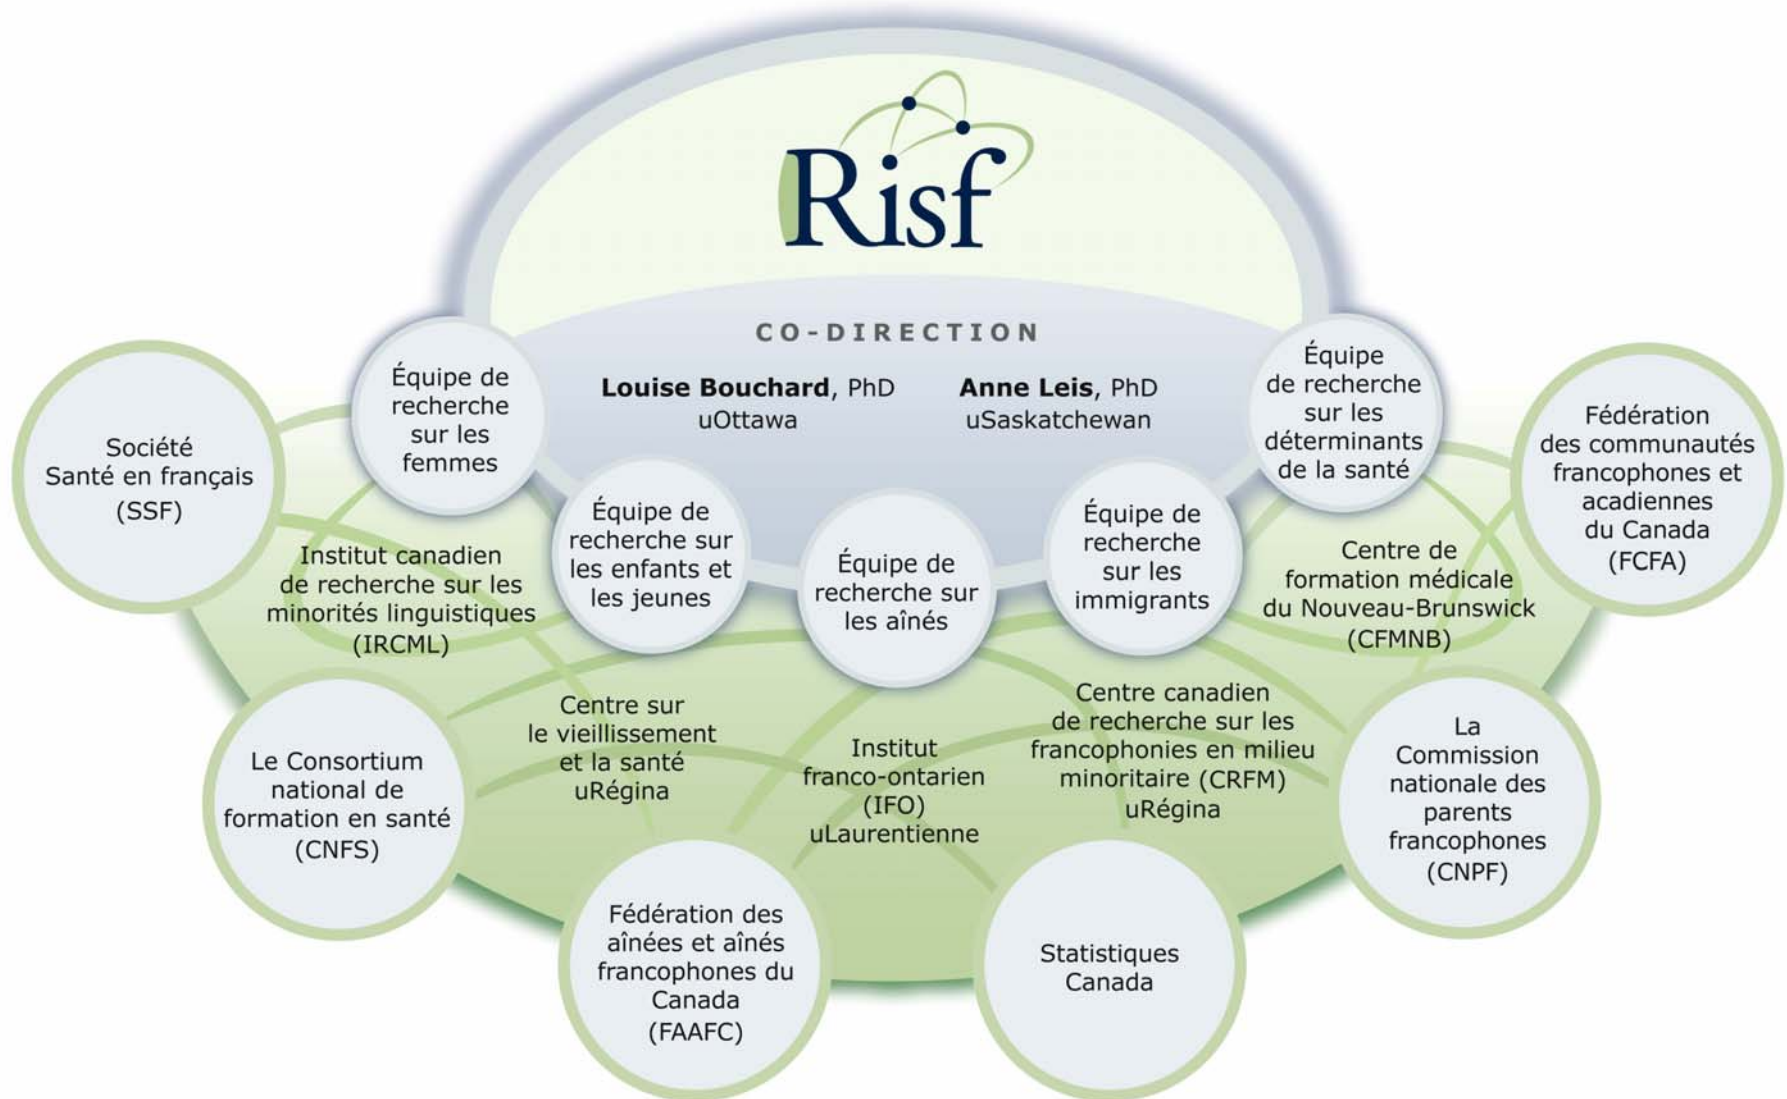 Risf
CO-DIRECTION
Louise Bouchard, PhD
uOttawa
Anne Leis, PhD
uSaskatchewan
Équipe de
recherche
sur les
femmes
Équipe de
recherche sur
les enfants et
les jeunes
Équipe de
recherche sur
les aînés
Équipe de
recherche
sur les
immigrants
Équipe
de recherche
sur les
déterminants
de la santé
Société
Santé en français
(SSF)
Institut canadien
de recherche sur les
minorités linguistiques
(IRCML)
Centre de
formation médicale
du Nouveau-Brunswick
(CFMNB)
Fédération
des communautés
francophones et
acadiennes
du Canada
(FCFA)
Le Consortium
national de
formation en santé
(CNFS)
Centre sur
le vieillissement
et la santé
uRégina
Institut
franco-ontarien
(IFO)
uLaurentienne
Centre canadien
de recherche sur les
francophonies en milieu
minoritaire (CRFM)
uRégina
La
Commission
nationale des
parents
francophones
(CNPF)
Fédération des
aînées et aînés
francophones du
Canada
(FAAFC)
Statistiques
Canada